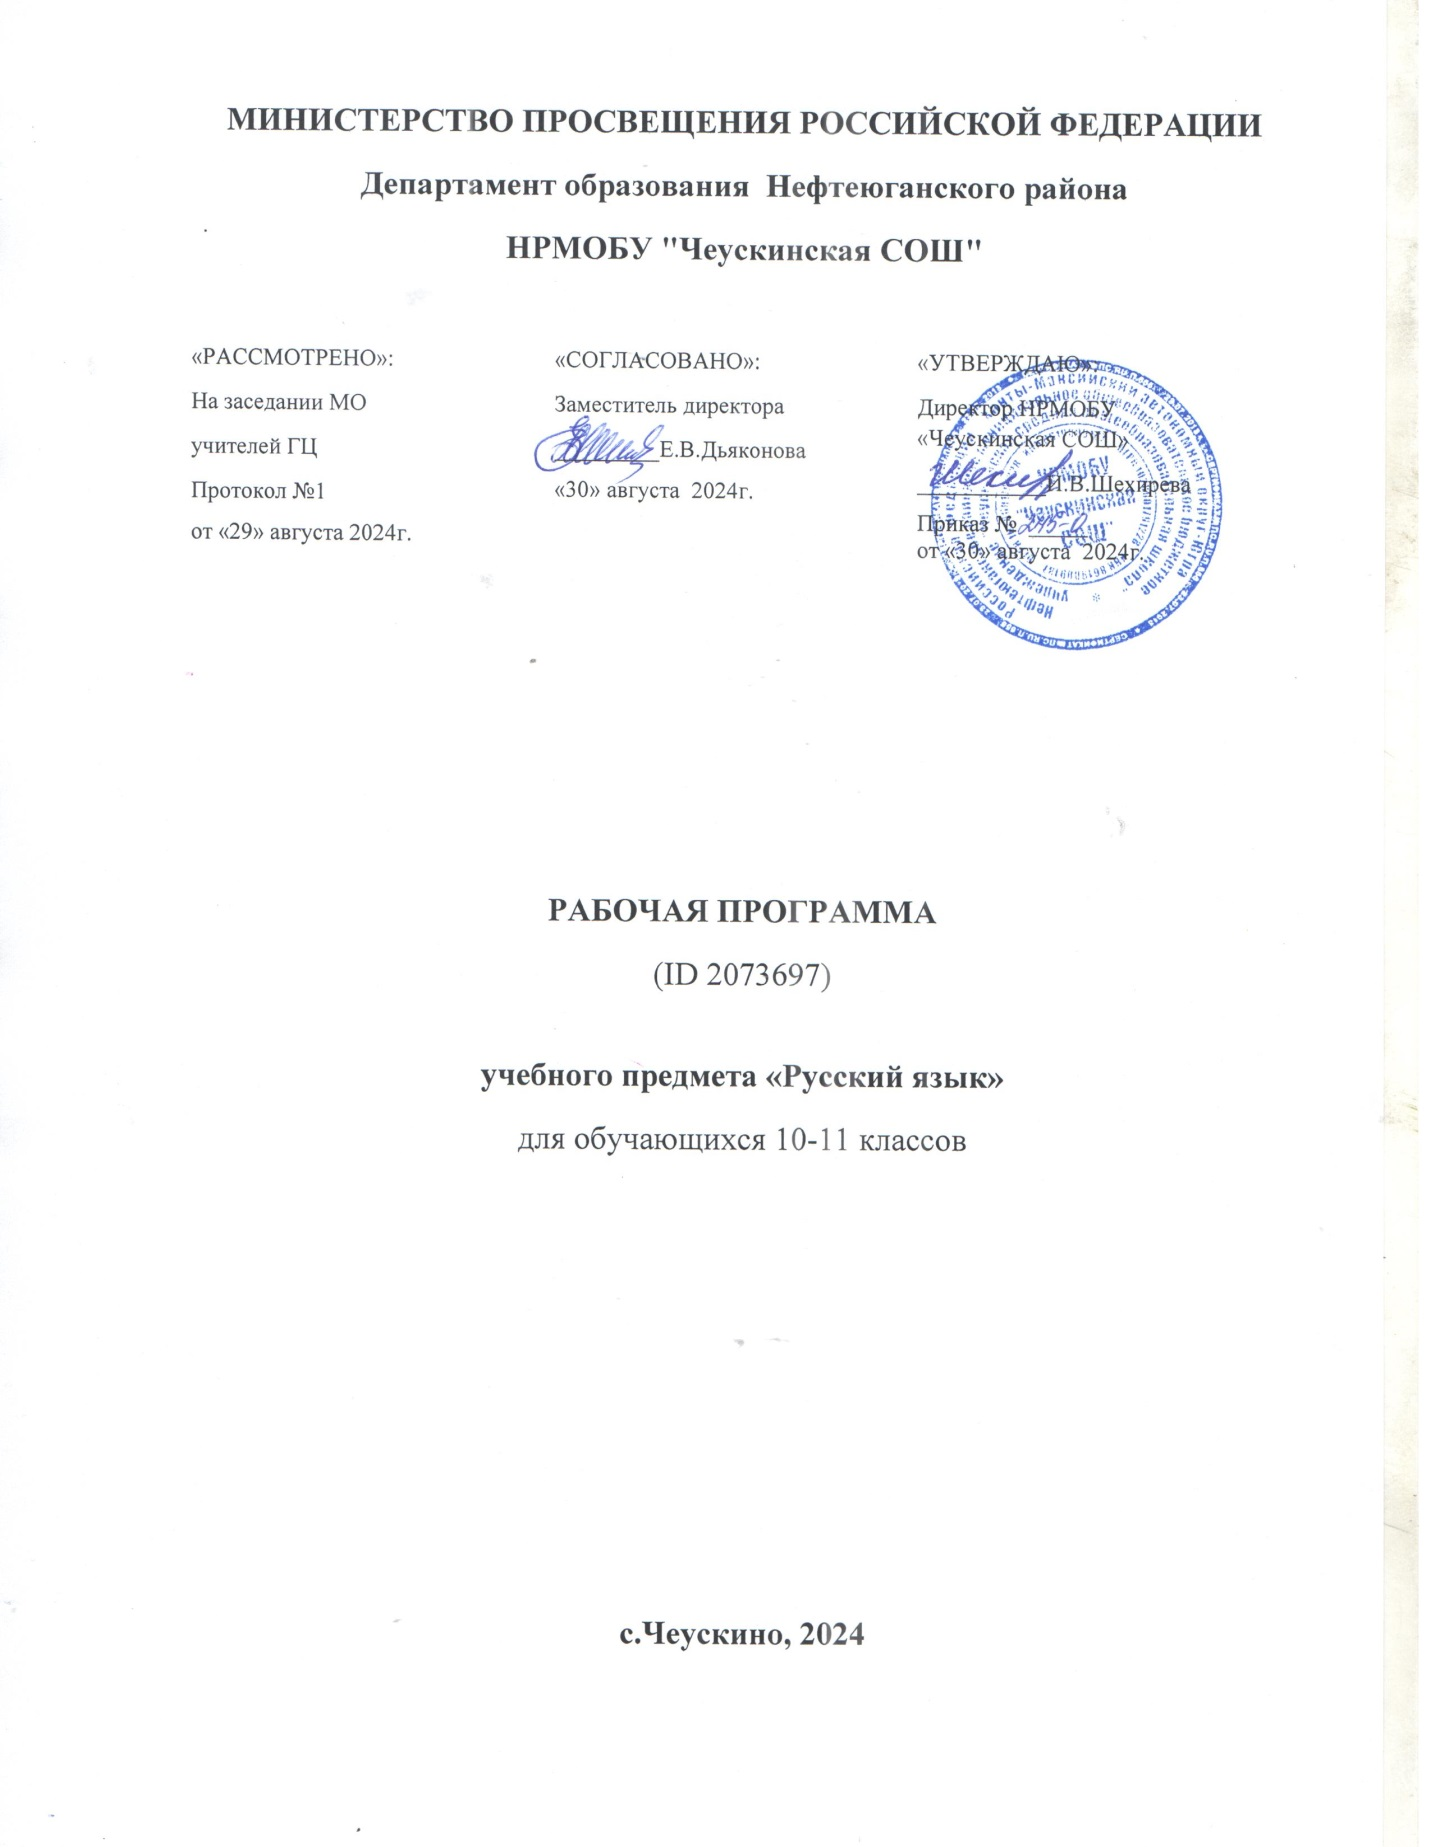 МИНИСТЕРСТВО ПРОСВЕЩЕНИЯ РОССИЙСКОЙ ФЕДЕРАЦИИ
Департамент образования  Нефтеюганского района
НРМОБУ "Чеускинская СОШ"
«РАССМОТРЕНО»:
На заседании МО
учителей ГЦ
Протокол №1
от «29» августа 2024г.
«СОГЛАСОВАНО»:
Заместитель директора
Е.В.Дьяконова
«30» августа  2024г.
«УТВЕРЖДАЮ»:
Директор НРМОБУ
«Чеускинская СОШ»
И.В.Шехирева
Приказ №
от «30» августа  2024г.
НРМОБУ
"Чеускинская
СОШ"
РАБОЧАЯ ПРОГРАММА
(ID 2073697)
учебного предмета «Русский язык»
для обучающихся 10-11 классов
с.Чеускино, 2024